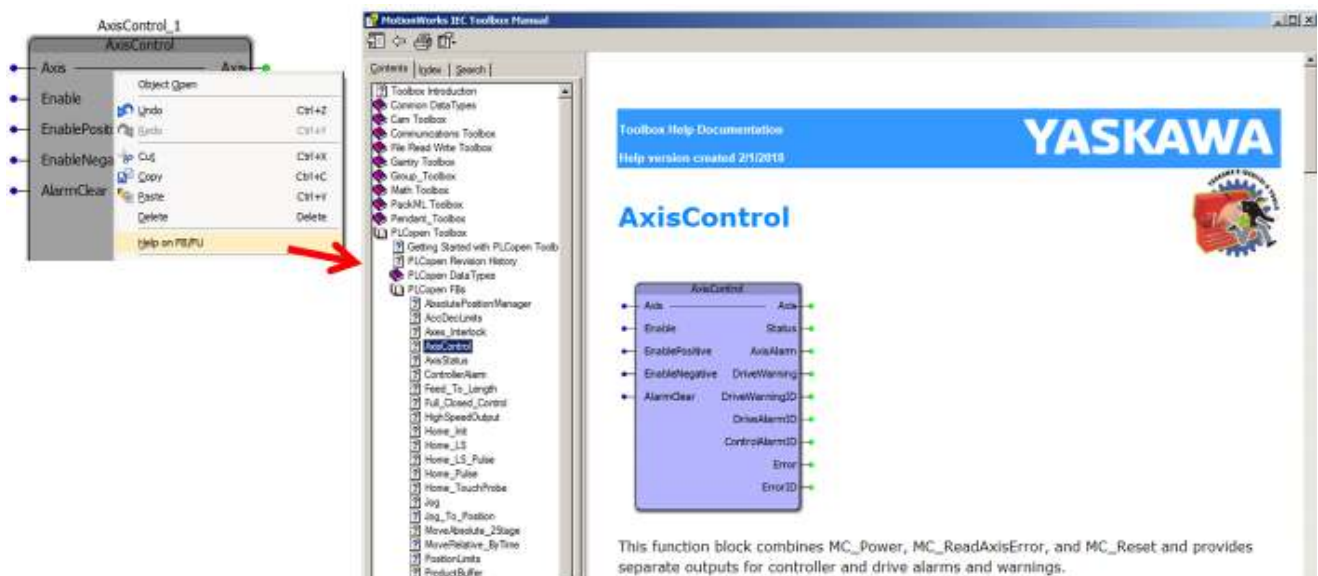 AxisControl_1
AxisControl
Axis Axis
Enable
EnablePositi
EnableNega
AlarmClear
Object Open
Undo Ctrl+Z
Redo Ctrl+Y
Cut Ctrl+X
Copy Ctrl+C
Paste Ctrl+V
Delete Delete
Help on FB/FU
MotionWorks IEC Toolbox Manual
Contents Index Search
Toolbox Introduction
Common DataTypes
Cam Toolbox
Communications Toolbox
File Read Write Toolbox
Gantry Toolbox
Group_Toolbox
Math Toolbox
PackML Toolbox
Pendant_Toolbox
PLCopen Toolbox
Getting Started with PLCopen Toolb
PLCopen Revision History
PLCopen DataTypes
PLCopen FBs
AbsolutePositionManager
AccDecLimits
Axes_Interlock
AxisControl
AxisStatus
ControllerAlarm
Feed_To_Length
Full_Closed_Control
HighSpeedOutput
Home_Init
Home_LS
Home_LS_Pulse
Home_Pulse
Home_TouchProbe
Jog
Jog_To_Position
MoveAbsolute_2Stage
MoveRelative_ByTime
PositionLimits
ProductBuffer
Toolbox Help Documentation
YASKAWA
Help version created 2/1/2018
AxisControl
AxisControl
Axis Axis
Enable Status
EnablePositive AxisAlarm
EnableNegative DriveWarning
AlarmClear DriveWarningID
DriveAlarmID
ControlAlarmID
Error
ErrorID
This function block combines MC_Power, MC_ReadAxisError, and MC_Reset and provides
separate outputs for controller and drive alarms and warnings.